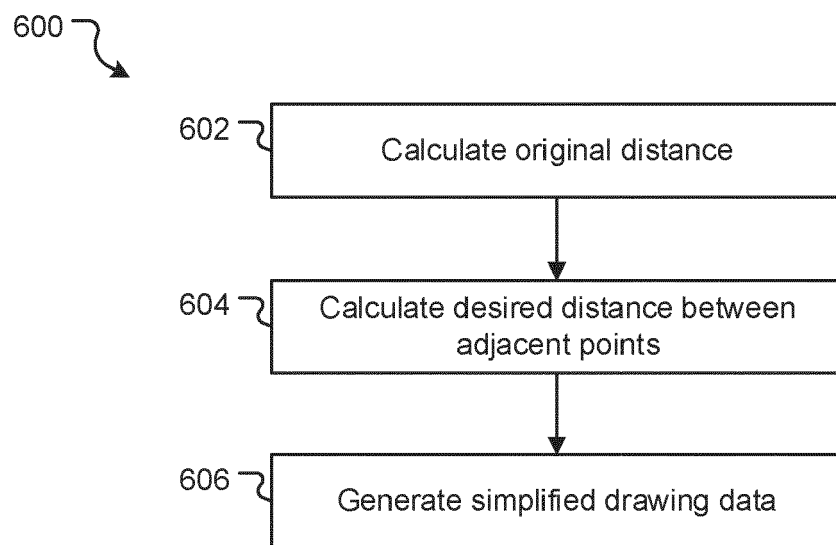 600
602
Calculate original distance
604
Calculate desired distance between
adjacent points
606
Generate simplified drawing data